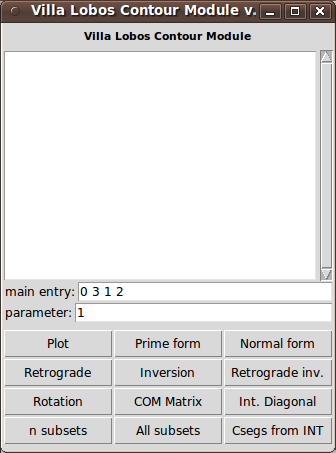 Villa Lobos Contour Module v.
Villa Lobos Contour Module
main entry: 0 3 1 2
parameter: 1
Plot Prime form Normal form
Retrograde Inversion Retrograde inv.
Rotation COM Matrix Int. Diagonal
n subsets All subsets Csegs from INT